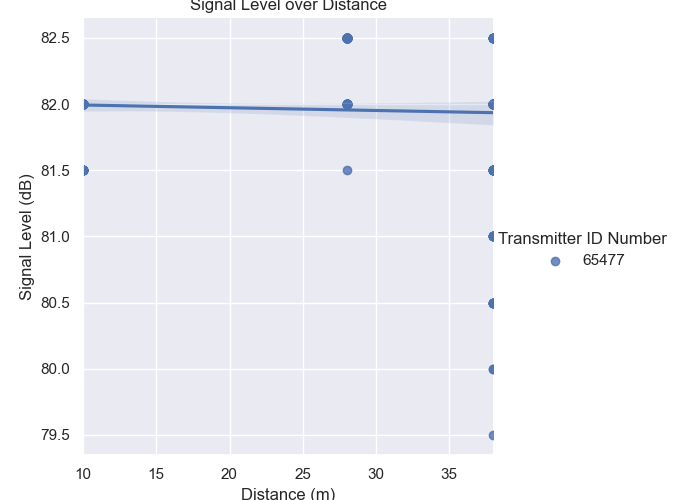 Signal Level over Distance
82.5
82.0
81.5
81.0
80.5
80.0
79.5
Signal Level (dB)
10 15 20 25 30 35
Distance (m)
Transmitter ID Number
65477